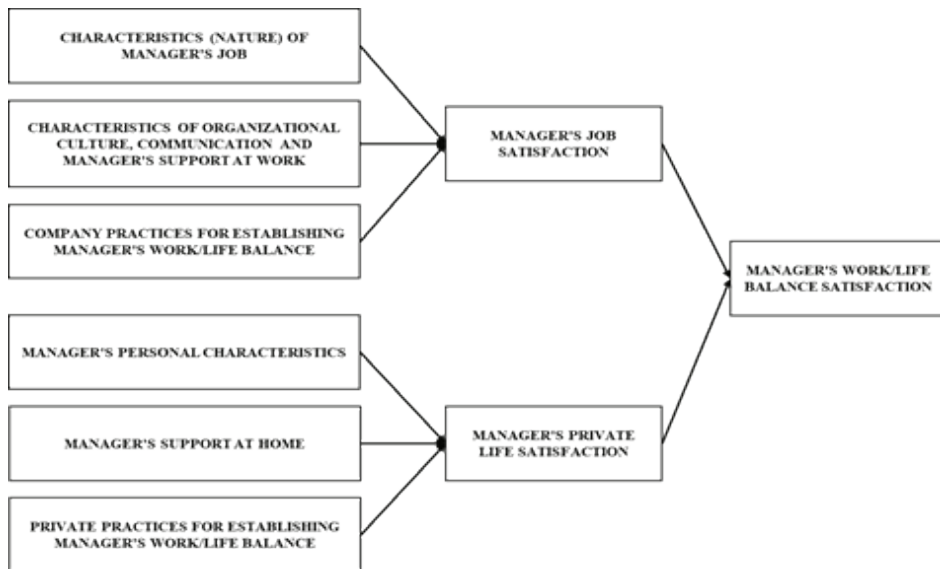 CHARACTERISTICS (NATURE) OF
MANAGER'S JOB
CHARACTERISTICS OF ORGANIZATIONAL
CULTURE, COMMUNICATION AND
MANAGER'S SUPPORT AT WORK
COMPANY PRACTICES FOR ESTABLISHING
MANAGER'S WORK/LIFE BALANCE
MANAGER'S PERSONAL CHARACTERISTICS
MANAGER'S SUPPORT AT HOME
PRIVATE PRACTICES FOR ESTABLISHING
MANAGER'S WORK/LIFE BALANCE
MANAGER'S JOB
SATISFACTION
MANAGER'S PRIVATE
LIFE SATISFACTION
MANAGER'S WORK/LIFE
BALANCE SATISFACTION